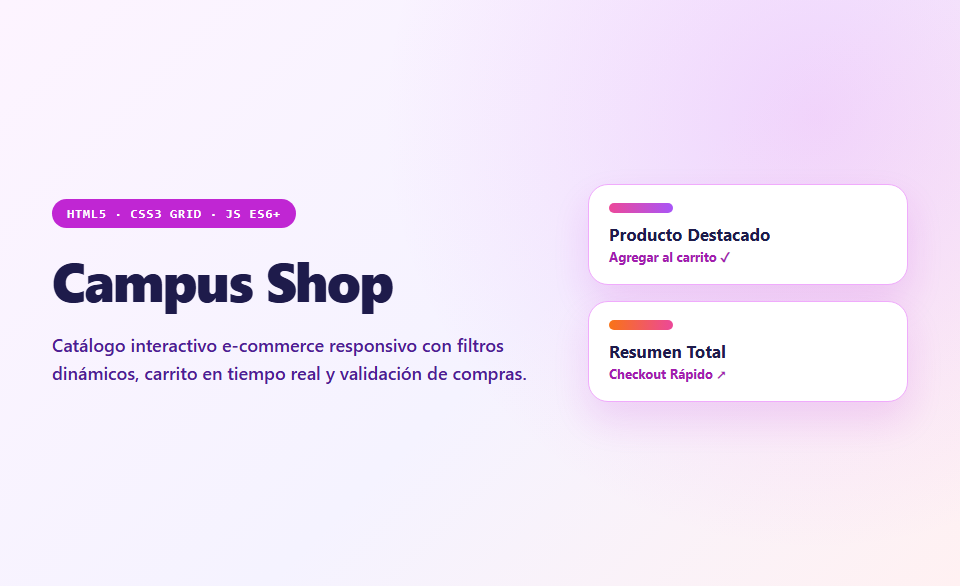 HTML5 · CSS3 GRID · JS ES6+
Campus Shop
Catálogo interactivo e-commerce responsivo con filtros
dinámicos, carrito en tiempo real y validación de compras.
Producto Destacado
Agregar al carrito ✓
Resumen Total
Checkout Rápido ↗